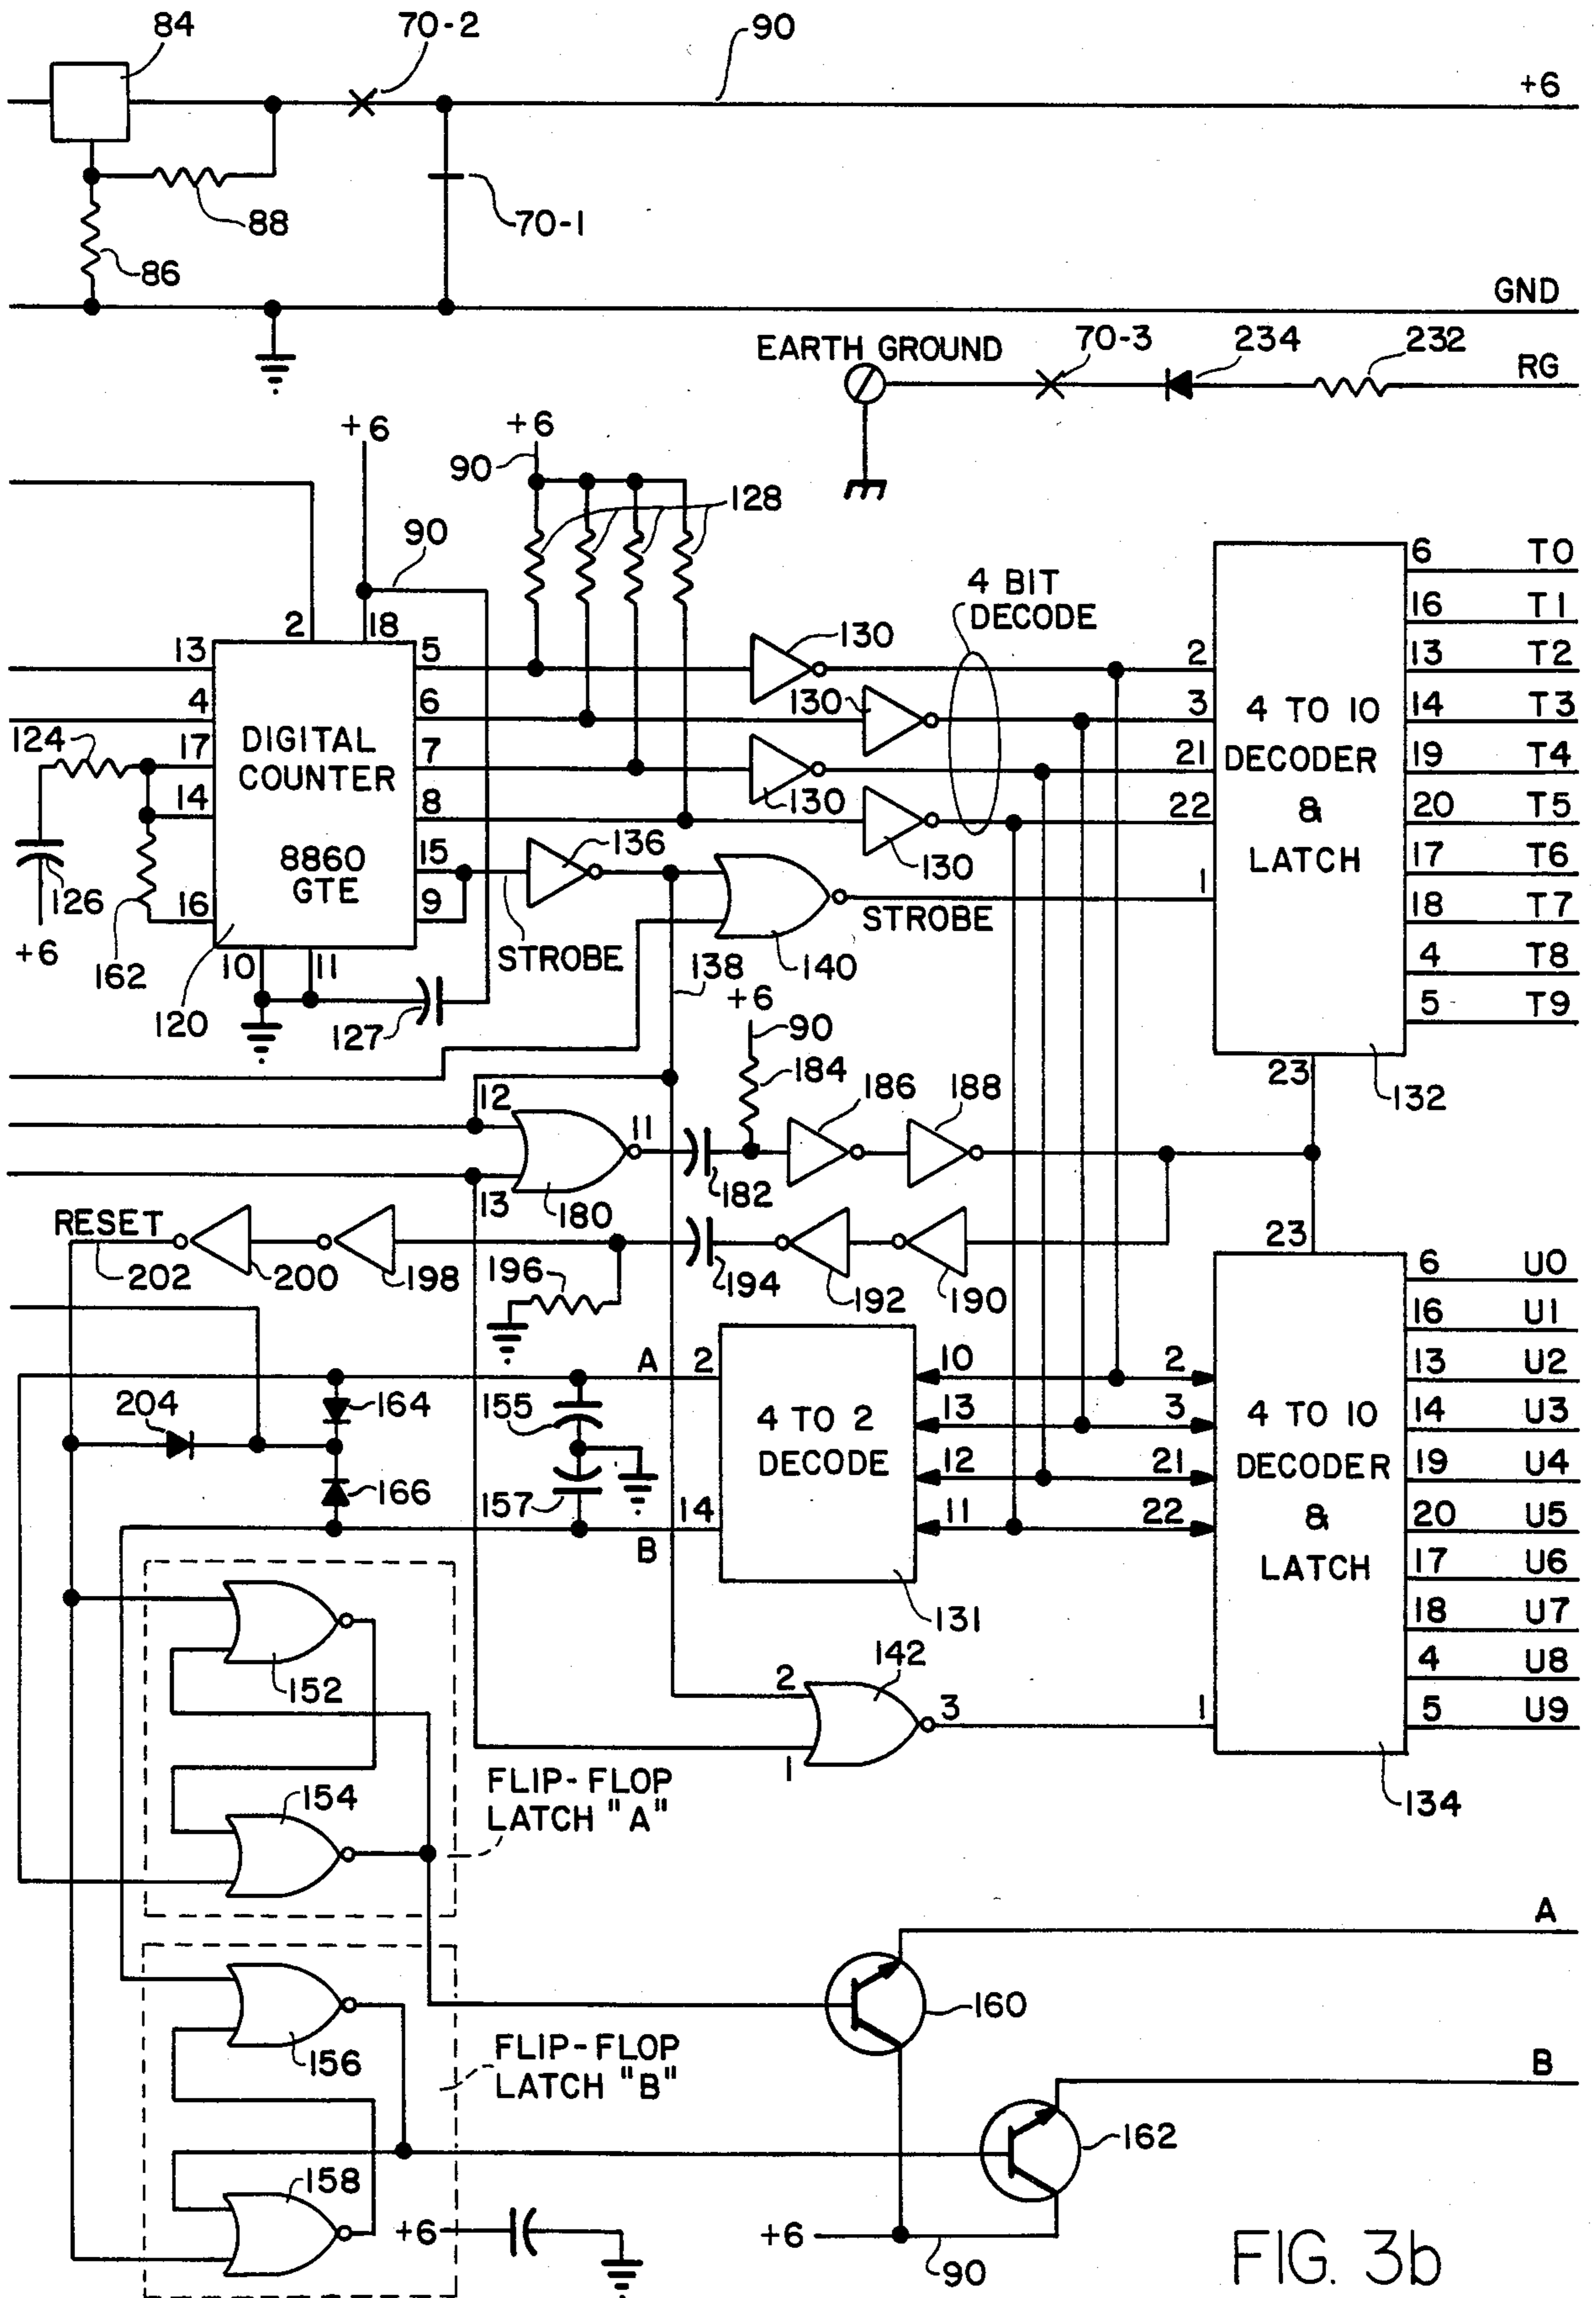 84
70-2
90
+6
88
70-1
86
GND
EARTH GROUND
70-3
234
232
RG
+6
+6
90
128
90
2
18
13
5
130
4 BIT
DECODE
2
6
T0
16
T1
13
T2
4
6
130
3
4 TO 10
DECODER
&
LATCH
14
T3
124
17
DIGITAL
COUNTER
7
130
21
19
T4
14
8
22
20
T5
126
8860
GTE
15
136
130
17
T6
162
16
9
STROBE
140
STROBE
1
18
T7
+6
10
11
138
4
T8
120
127
+6
90
5
T9
184
23
132
12
11
186
188
13
180
182
RESET
202
200
198
196
194
192
190
23
6
U0
16
U1
A
2
10
2
13
U2
204
164
155
4 TO 2
DECODE
13
3
4 TO 10
DECODER
&
LATCH
14
U3
12
21
19
U4
166
157
14
11
22
20
U5
B
17
U6
131
18
U7
152
2
142
3
1
4
U8
1
5
U9
FLIP-FLOP
LATCH "A"
154
134
A
160
156
FLIP-FLOP
LATCH "B"
B
162
158
+6
+6
90
FIG. 3b